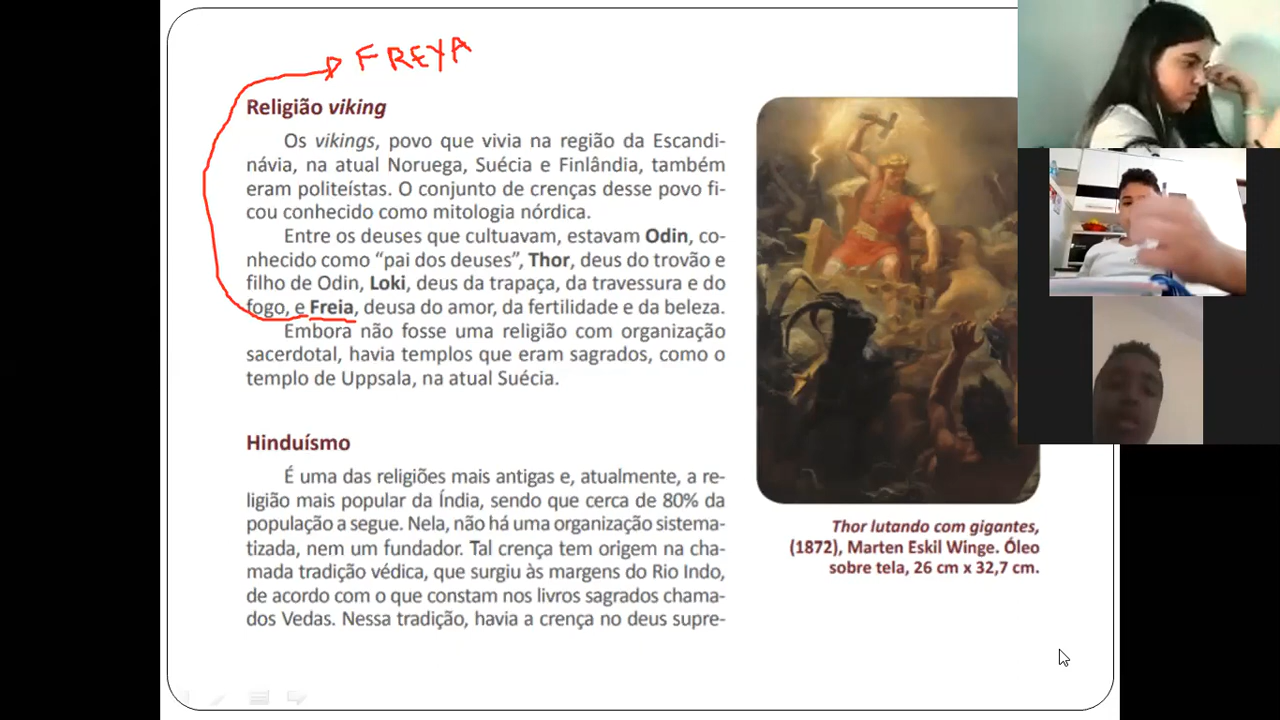 FREYA
Religião viking
Os vikings, povo que vivia na região da Escandi-
návia, na atual Noruega, Suécia e Finlândia, também
eram politeístas. O conjunto de crenças desse povo fi-
cou conhecido como mitologia nórdica.
Entre os deuses que cultuavam, estavam Odin, co-
nhecido como “pai dos deuses”, Thor, deus do trovão e
filho de Odin, Loki, deus da trapaça, da travessura e do
fogo, e Freia, deusa do amor, da fertilidade e da beleza.
Embora não fosse uma religião com organização
sacerdotal, havia templos que eram sagrados, como o
templo de Uppsala, na atual Suécia.
Hinduísmo
É uma das religiões mais antigas e, atualmente, a re-
ligião mais popular da Índia, sendo que cerca de 80% da
população a segue. Nela, não há uma organização sistema-
tizada, nem um fundador. Tal crença tem origem na cha-
mada tradição védica, que surgiu às margens do Rio Indo,
de acordo com o que constam nos livros sagrados chama-
dos Vedas. Nessa tradição, havia a crença no deus supre-
Thor lutando com gigantes,
(1872), Marten Eskil Winge. Óleo
sobre tela, 26 cm x 32,7 cm.